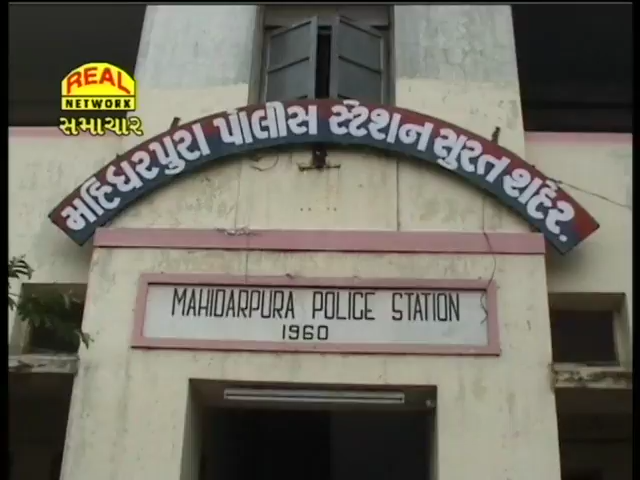 REAL
NETWORK
સમાચાર
મહિધરપુરા પોલીસ સ્ટેશન સુરત શહેર.
MAHIDARPURA POLICE STATION
1960